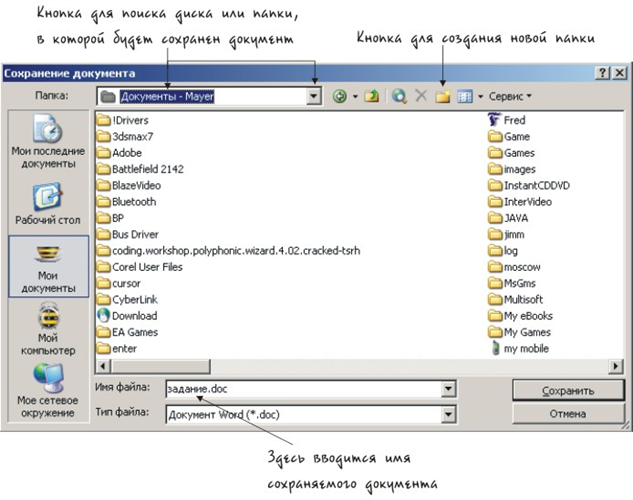 Кнопка для поиска диска или папки,
в которой будет сохранен документ
Кнопка для создания новой папки
Сохранение документа
Папка: Документы - Mayer Сервис
Мои последние
документы
Рабочий стол
Мои
документы
Мой
компьютер
Мое сетевое
окружение
!Drivers
3dsmax7
Adobe
Battlefield 2142
BlazeVideo
Bluetooth
BP
Bus Driver
coding.workshop.polyphonic.wizard.4.02.cracked-tsrh
Corel User Files
cursor
CyberLink
Download
EA Games
enter
Fred
Game
Games
images
InstantCDDVD
InterVideo
JAVA
jimm
log
moscow
MsGms
Multisoft
My eBooks
My Games
my mobile
Имя файла: задание.doc Сохранить
Тип файла: Документ Word (*.doc) Отмена
Здесь вводится имя
сохраняемого документа